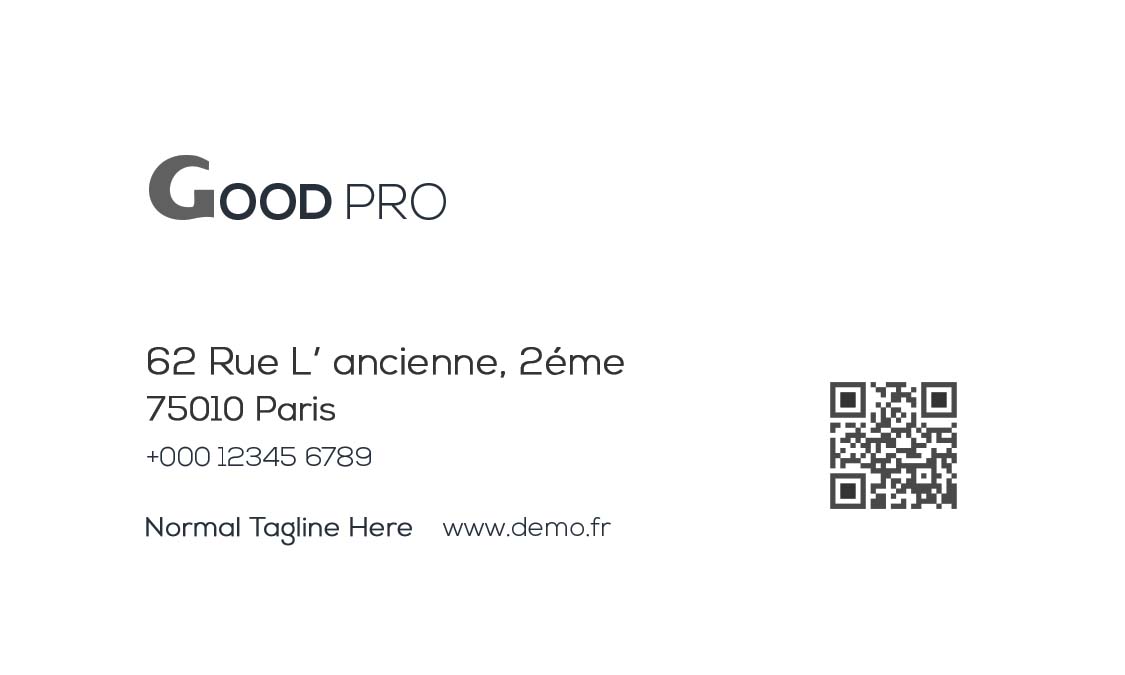 GOOD PRO
62 Rue L' ancienne, 2éme
75010 Paris
+000 12345 6789
Normal Tagline Here www.demo.fr